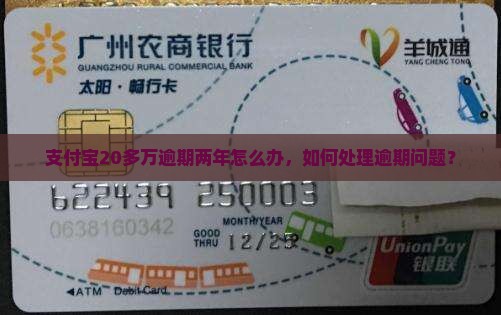 广州农商银行
GUANGZHOU RURAL COMMERCIAL BANK
太阳·畅行卡
羊城通
YANG CHENG TONG
支付宝20多万逾期两年怎么办，如何处理逾期问题？
622439 250003
0638160342
MONTH/YEAR
GOOD THRU
UnionPay
银联
◀ATM Debit Card